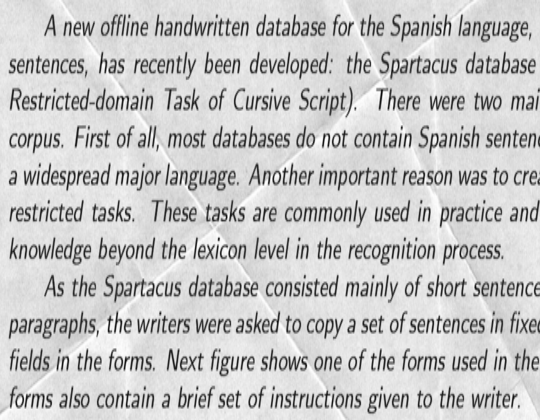 A new offline handwritten database for the Spanish language,
sentences, has recently been developed: the Spartacus database
Restricted-domain Task of Cursive Script). There were two mai
corpus. First of all, most databases do not contain Spanish sentenc
a widespread major language. Another important reason was to crea
restricted tasks. These tasks are commonly used in practice and
knowledge beyond the lexicon level in the recognition process.
As the Spartacus database consisted mainly of short sentence
paragraphs, the writers were asked to copy a set of sentences in fixed
fields in the forms. Next figure shows one of the forms used in the
forms also contain a brief set of instructions given to the writer.